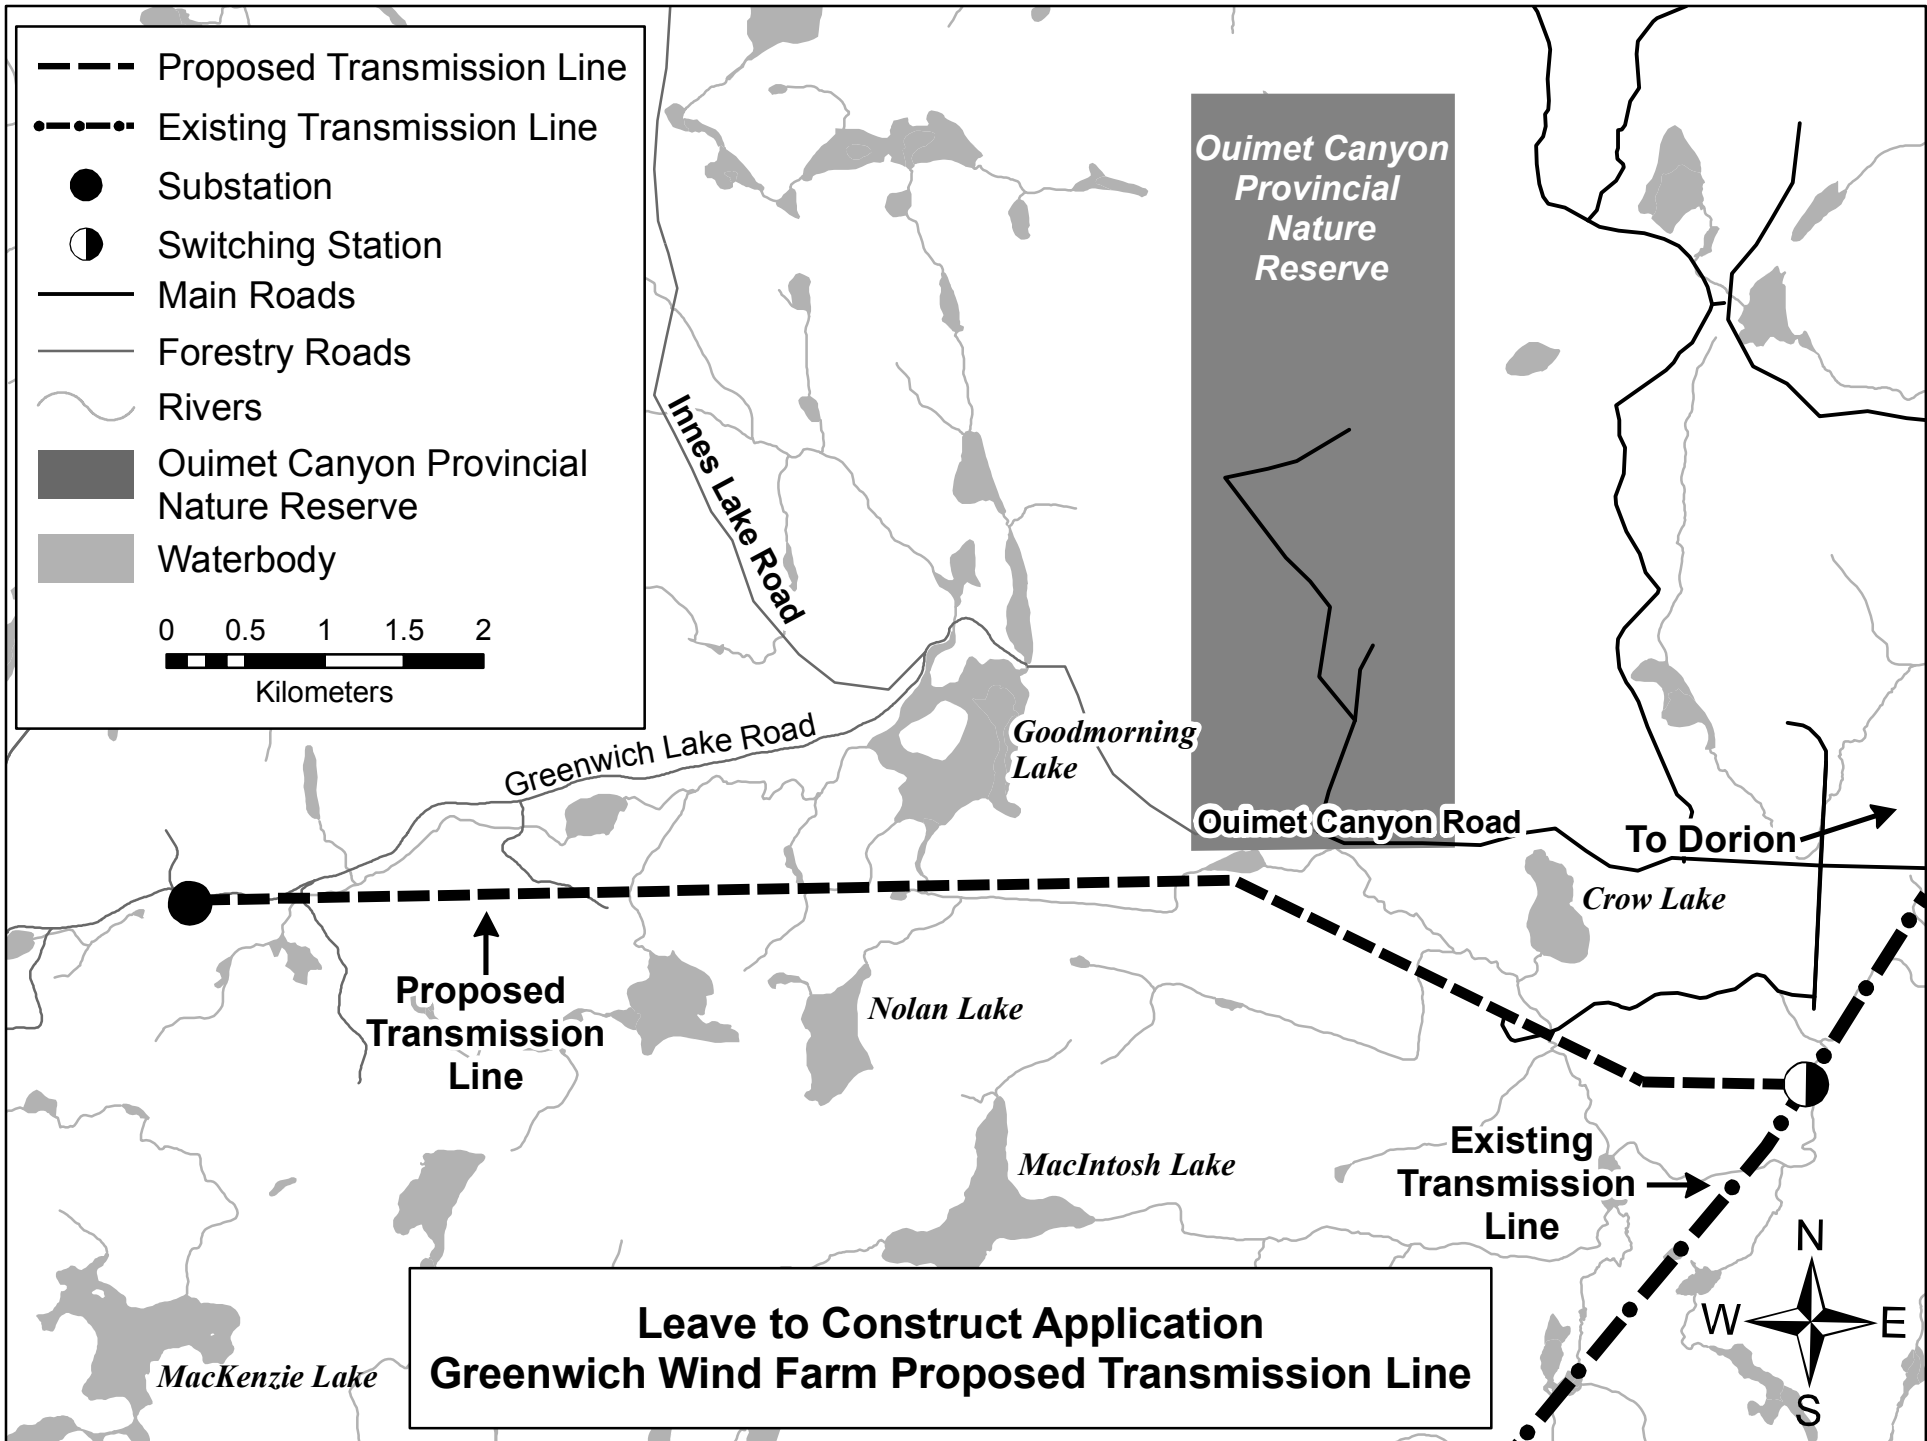 Proposed Transmission Line
Existing Transmission Line
Substation
Switching Station
Main Roads
Forestry Roads
Rivers
Ouimet Canyon Provincial
Nature Reserve
Waterbody
0 0.5 1 1.5 2
Kilometers
Ouimet Canyon
Provincial
Nature
Reserve
Innes Lake Road
Greenwich Lake Road
Goodmorning
Lake
Ouimet Canyon Road
To Dorion
Crow Lake
Proposed
Transmission
Line
Nolan Lake
MacIntosh Lake
Existing
Transmission
Line
N
W E
S
MacKenzie Lake
Leave to Construct Application
Greenwich Wind Farm Proposed Transmission Line